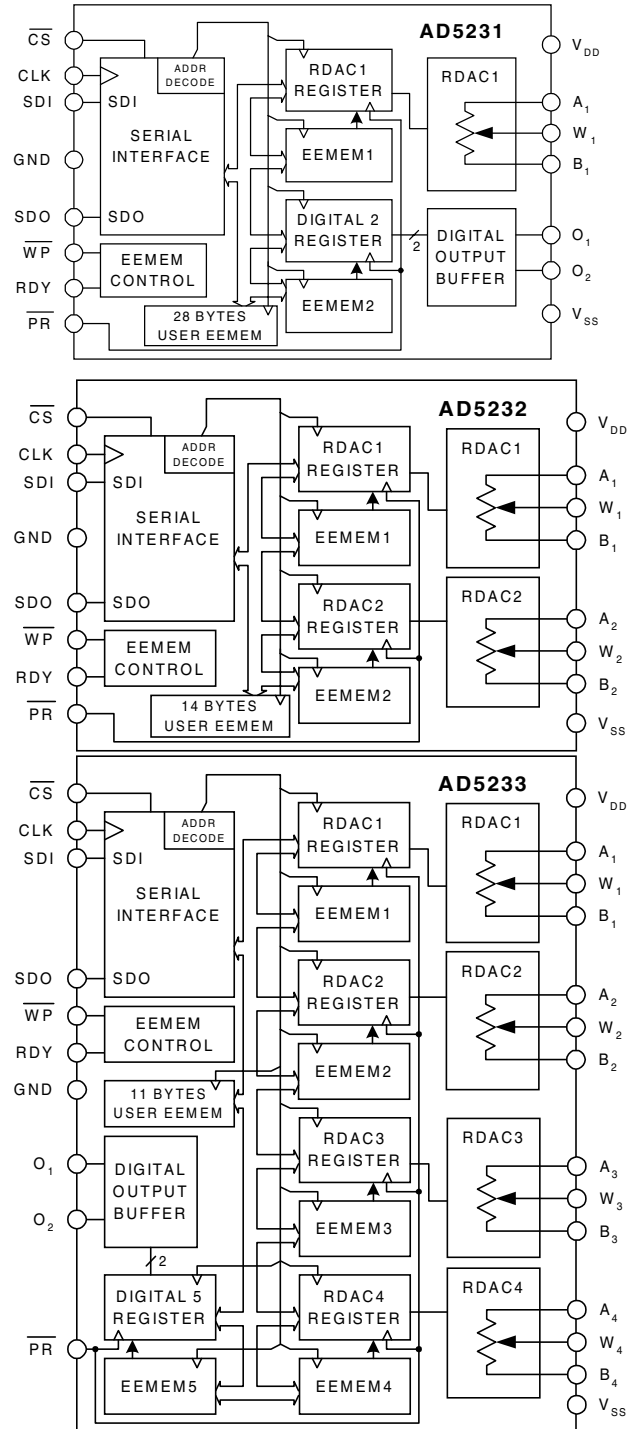 AD5231
CS
CLK
SDI
GND
SDO
WP
RDY
PR
ADDR
DECODE
SDI
SERIAL
INTERFACE
SDO
EEMEM
CONTROL
28 BYTES
USER EEMEM
RDAC1
REGISTER
EEMEM1
DIGITAL 2
REGISTER
EEMEM2
2
RDAC1
DIGITAL
OUTPUT
BUFFER
VDD
A1
W1
B1
O1
O2
VSS
AD5232
CS
CLK
SDI
GND
SDO
WP
RDY
PR
ADDR
DECODE
SDI
SERIAL
INTERFACE
SDO
EEMEM
CONTROL
14 BYTES
USER EEMEM
RDAC1
REGISTER
EEMEM1
RDAC2
REGISTER
EEMEM2
RDAC1
RDAC2
VDD
A1
W1
B1
A2
W2
B2
VSS
AD5233
CS
CLK
SDI
SDO
WP
RDY
GND
O1
O2
PR
ADDR
DECODE
SDI
SERIAL
INTERFACE
SDO
EEMEM
CONTROL
11 BYTES
USER EEMEM
DIGITAL
OUTPUT
BUFFER
2
DIGITAL 5
REGISTER
EEMEM5
RDAC1
REGISTER
EEMEM1
RDAC2
REGISTER
EEMEM2
RDAC3
REGISTER
EEMEM3
RDAC4
REGISTER
EEMEM4
RDAC1
RDAC2
RDAC3
RDAC4
VDD
A1
W1
B1
A2
W2
B2
A3
W3
B3
A4
W4
B4
VSS